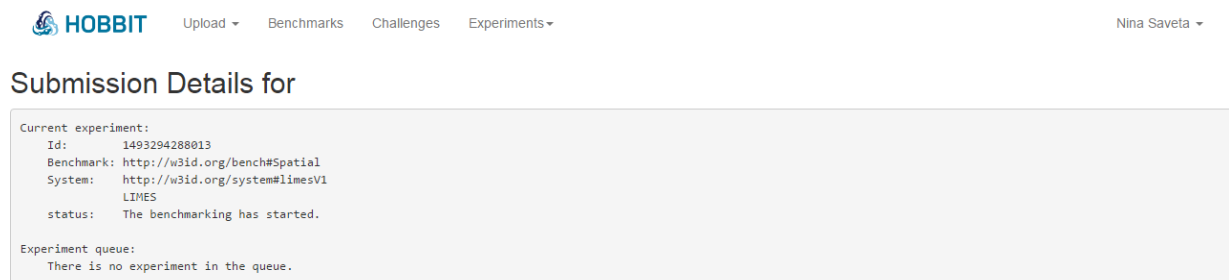 HOBBIT Upload Benchmarks Challenges Experiments Nina Saveta
Submission Details for
Current experiment:
Id: 1493294288013
Benchmark: http://w3id.org/bench#Spatial
System: http://w3id.org/system#limesV1
LIMES
status: The benchmarking has started.
Experiment queue:
There is no experiment in the queue.